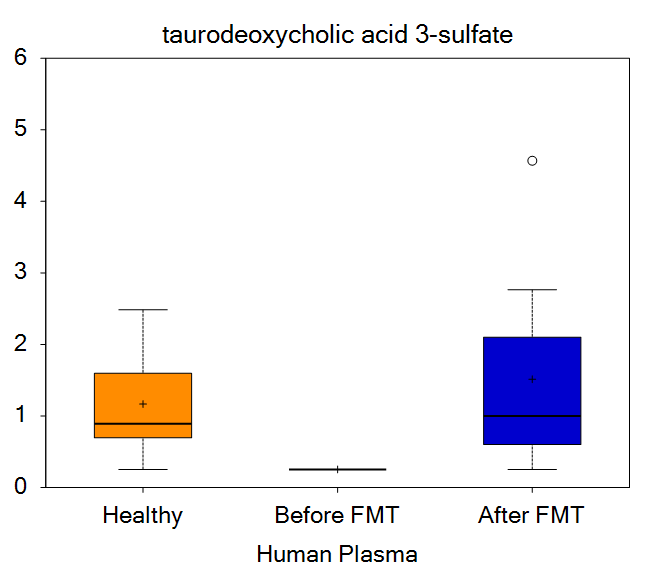 taurodeoxycholic acid 3-sulfate
6
5
4
3
2
1
0
Healthy Before FMT After FMT
Human Plasma